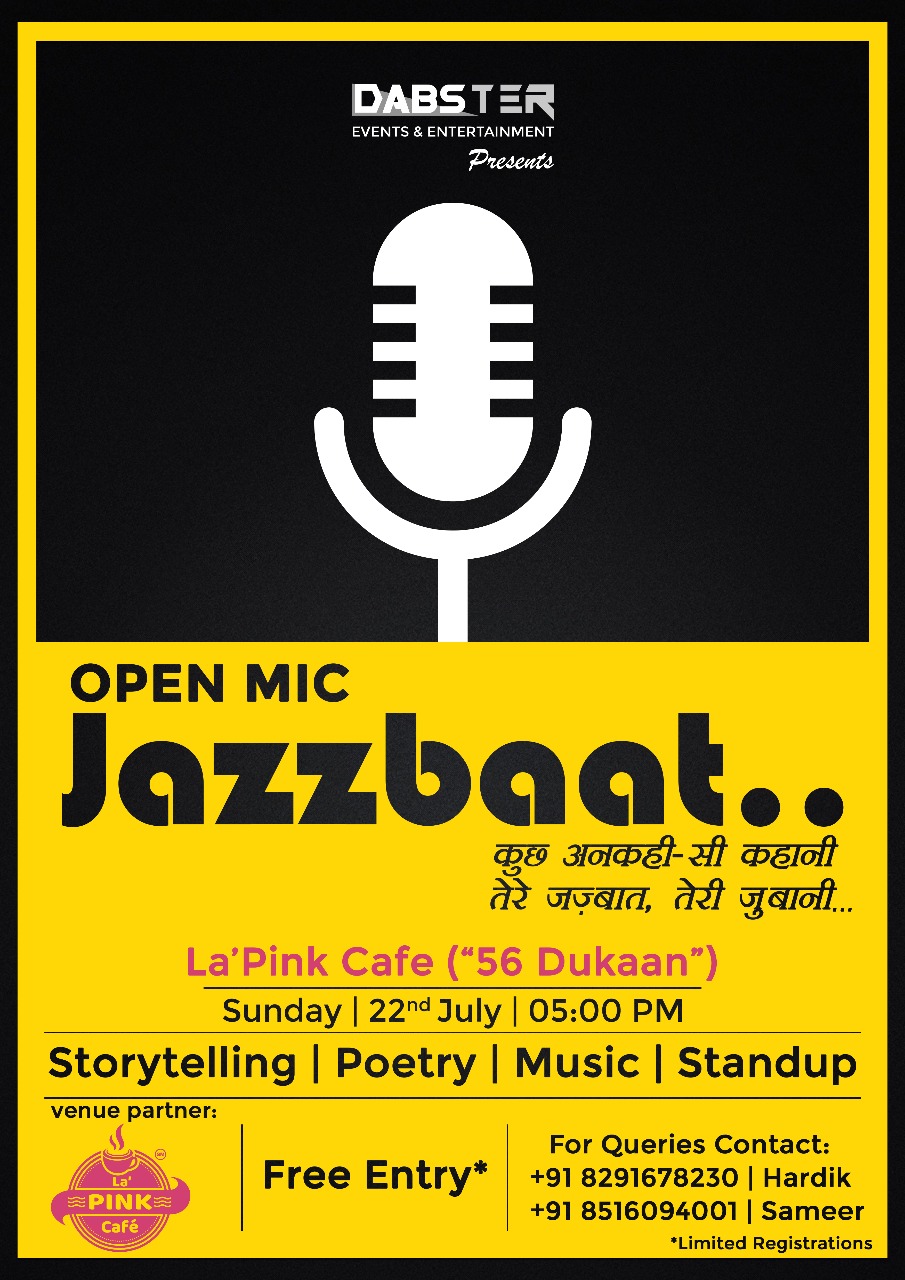 DABSTER
EVENTS & ENTERTAINMENT
Presents
OPEN MIC
Jazzbaat..
कुछ अनकही-सी कहानी
तेरे जज़्बात, तेरी जुबानी...
La'Pink Cafe (“56 Dukaan”)
Sunday | 22nd July | 05:00 PM
Storytelling | Poetry | Music | Standup
venue partner:
La'
PINK
Café
Free Entry*
For Queries Contact:
+91 8291678230 | Hardik
+91 8516094001 | Sameer
*Limited Registrations